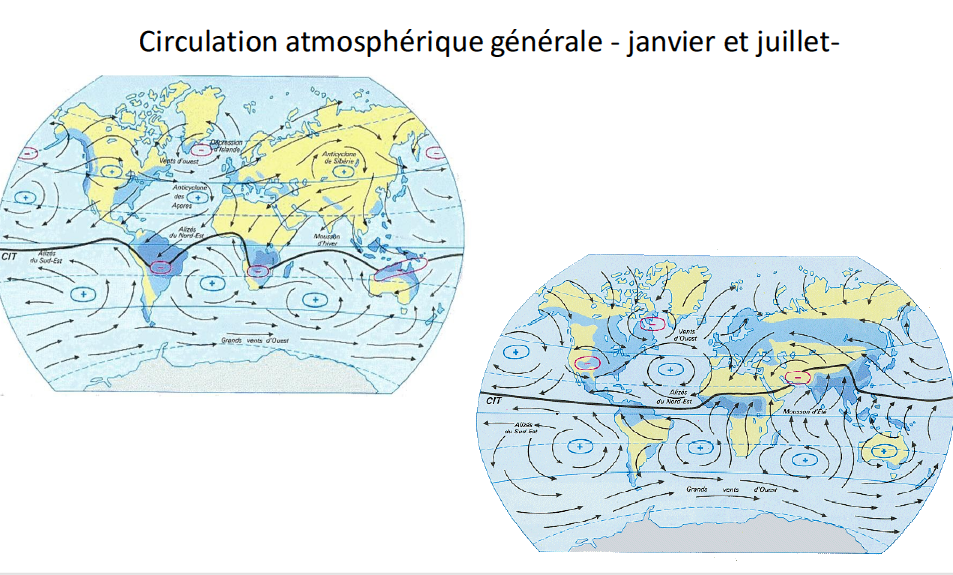 Circulation atmosphérique générale - janvier et juillet-
Dépression
d'Islande
Vents d'ouest
Anticyclone
de Sibérie
Anticyclone
des
Açores
Alizés
du Nord-Est
Mousson
d'hiver
CIT
Alizés
du Sud-Est
Grands vents d'Ouest
Vents
d'Ouest
Alizés
du Nord-Est
CIT
Mousson d'été
Alizés
du Sud-Est
Grands vents d'Ouest